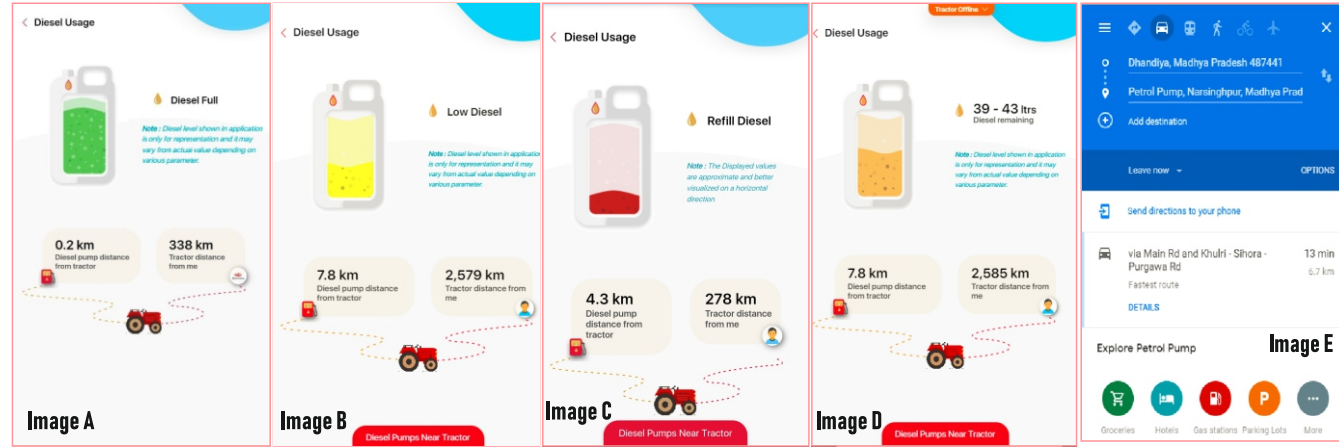 Diesel Usage
Diesel Full
Note : Diesel level shown in application
is only for representation and it may
vary from actual value depending on
various parameter.
0.2 km
Diesel pump distance
from tractor
338 km
Tractor distance
from me
Image A
Diesel Usage
Low Diesel
Note : Diesel level shown in application
is only for representation and it may
vary from actual value depending on
various parameter.
7.8 km
Diesel pump distance
from tractor
2,579 km
Tractor distance from
me
Image B
Diesel Pumps Near Tractor
Diesel Usage
Refill Diesel
Note : The Displayed values
are approximate and better
visualized on a horizontal
direction
4.3 km
Diesel pump
distance from
tractor
278 km
Tractor distance
from me
Image C
Diesel Pumps Near Tractor
Tractor Offline
Diesel Usage
39 - 43 ltrs
Diesel remaining
Note : Diesel level shown in application
is only for representation and it may
vary from actual value depending on
various parameter.
7.8 km
Diesel pump distance
from tractor
2,585 km
Tractor distance from
me
Image D
Diesel Pumps Near Tractor
Dhandiya, Madhya Pradesh 487441
Petrol Pump, Narsinghpur, Madhya Prad
Add destination
Leave now
OPTIONS
Send directions to your phone
via Main Rd and Khulri - Sihora -
Purgawa Rd
13 min
6.7 km
Fastest route
DETAILS
Explore Petrol Pump
Image E
P
Groceries
Hotels
Gas stations
Parking Lots
More